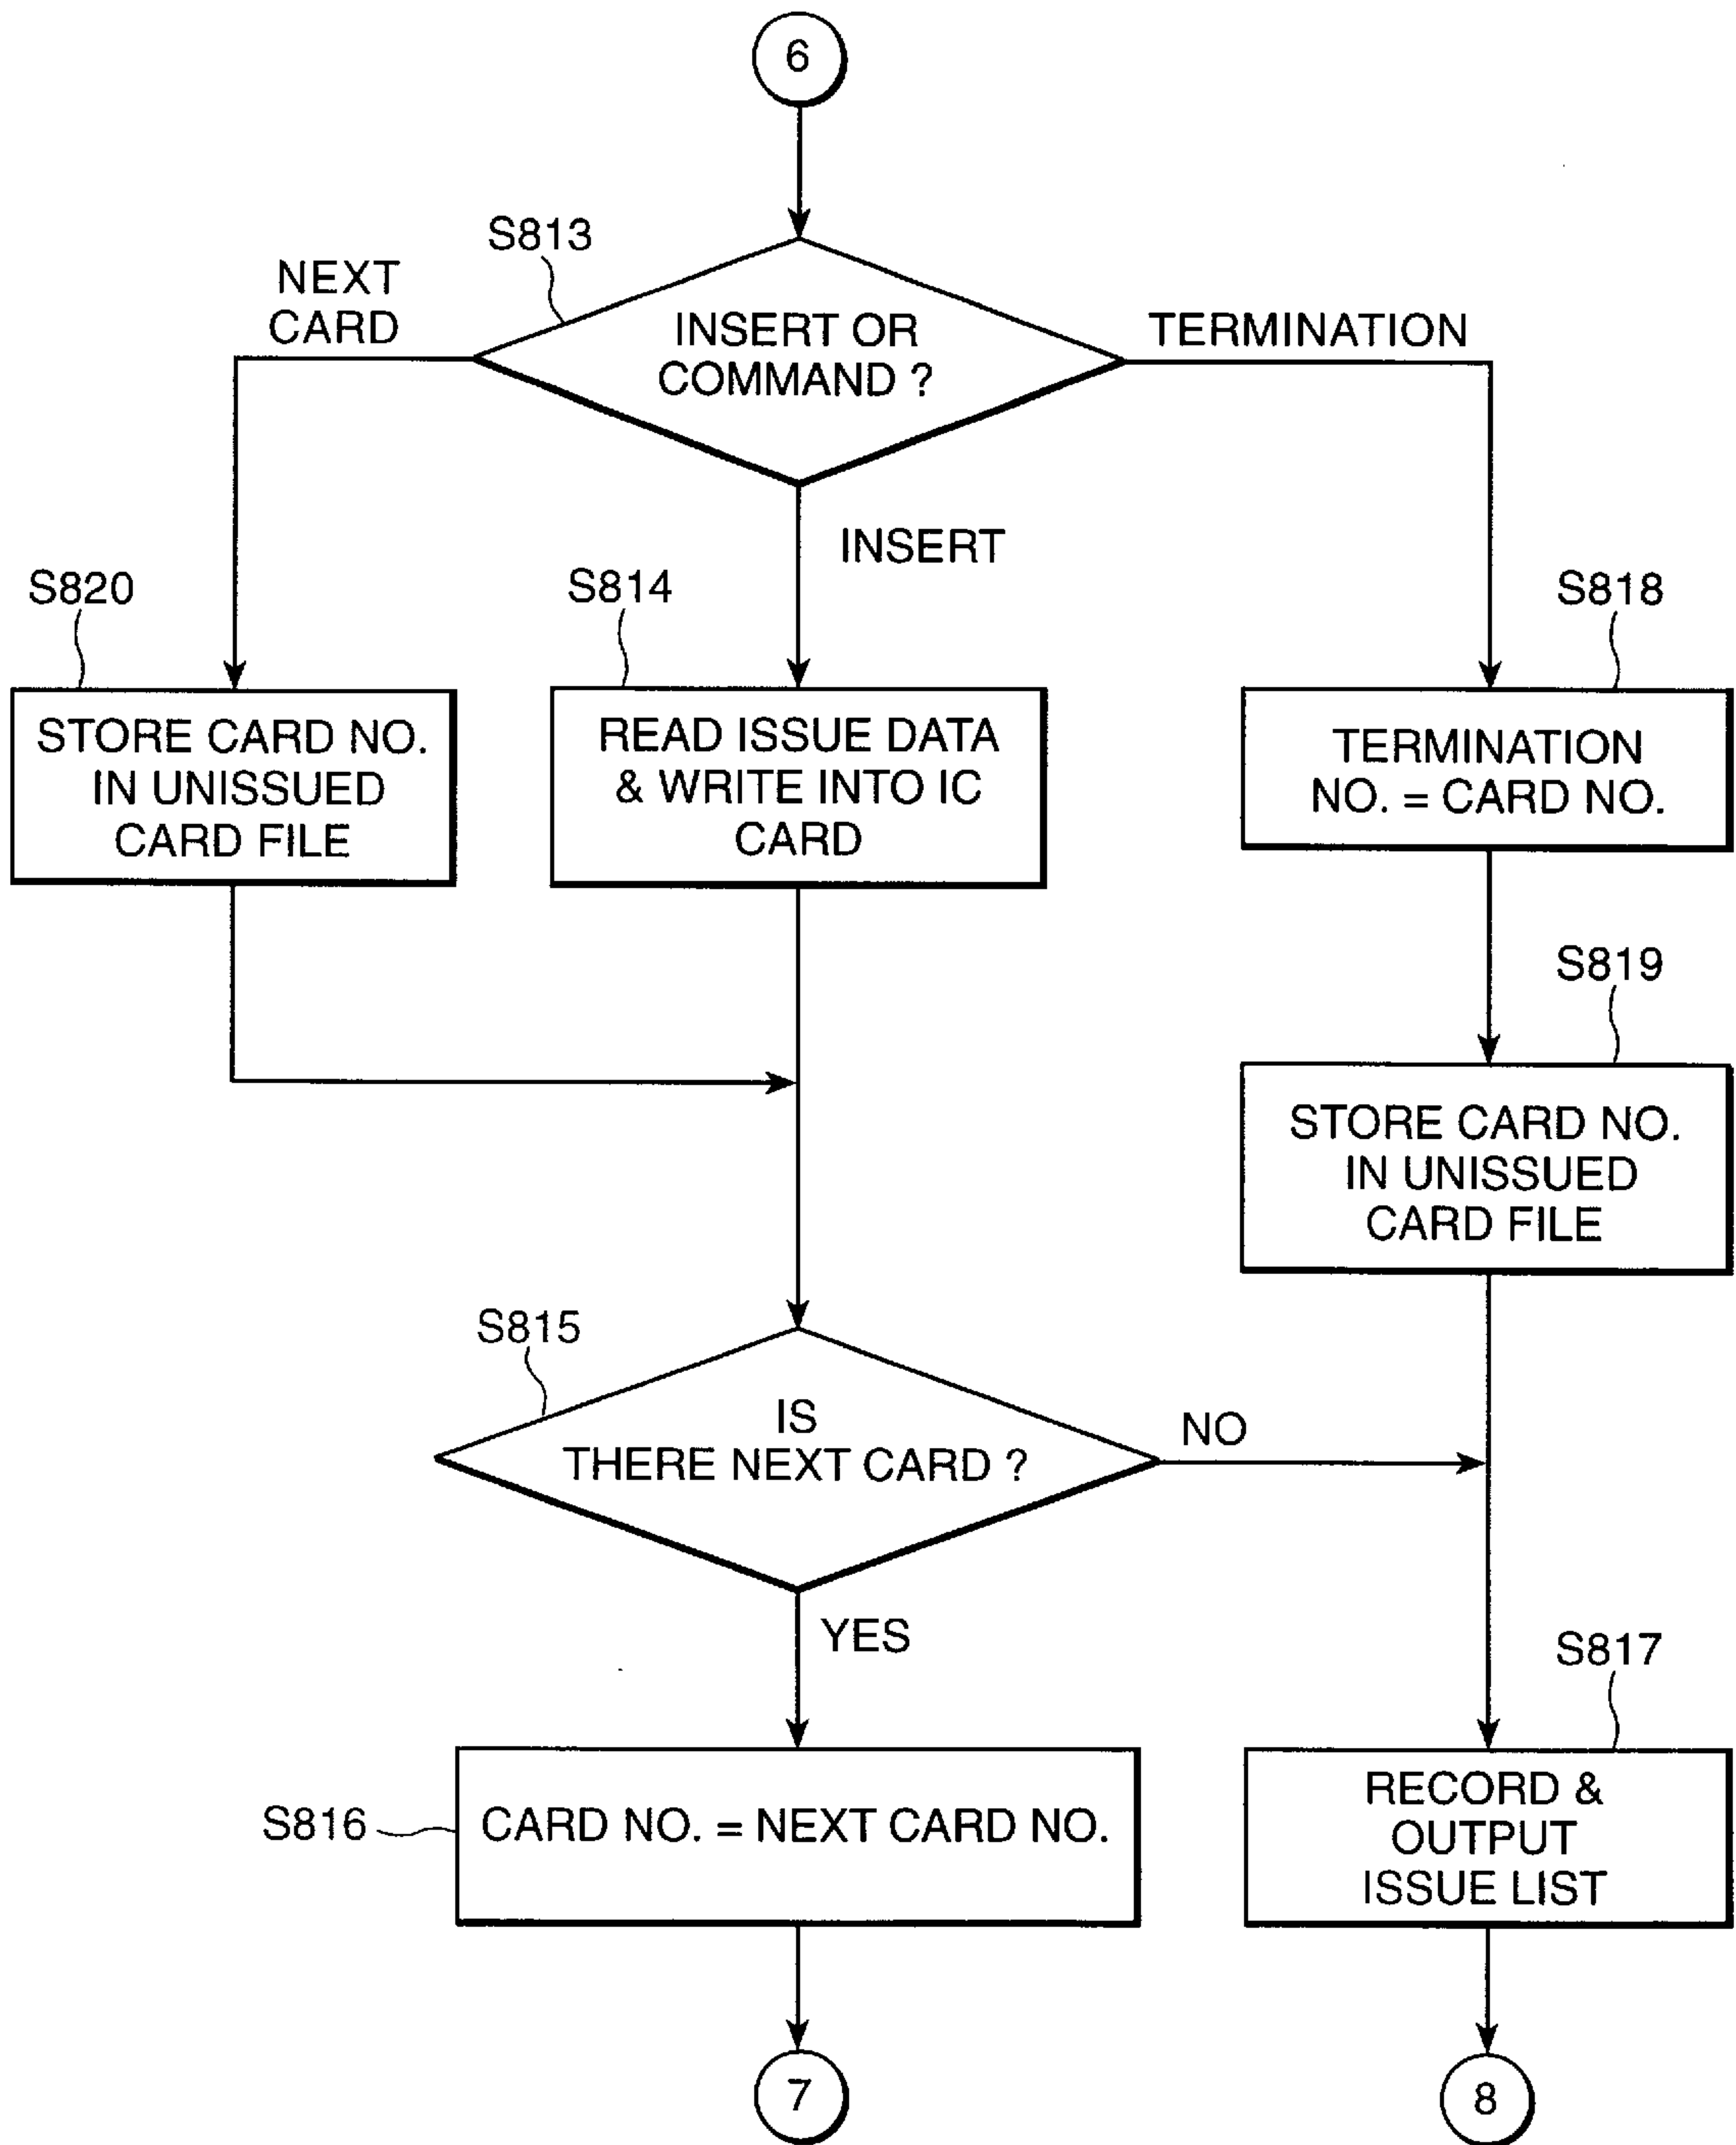 6
S813
NEXT
CARD
INSERT OR
COMMAND ?
TERMINATION
INSERT
S820
S814
S818
STORE CARD NO.
IN UNISSUED
CARD FILE
READ ISSUE DATA
& WRITE INTO IC
CARD
TERMINATION
NO. = CARD NO.
S819
STORE CARD NO.
IN UNISSUED
CARD FILE
S815
IS
THERE NEXT CARD ?
NO
YES
S817
S816
CARD NO. = NEXT CARD NO.
RECORD &
OUTPUT
ISSUE LIST
7
8